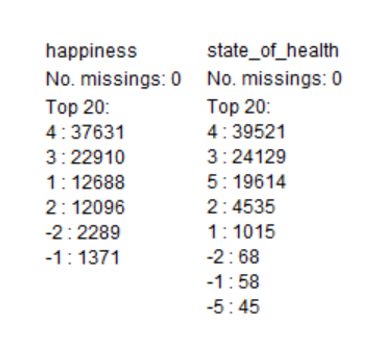 happiness
No. missings: 0
Top 20:
4 : 37631
3 : 22910
1 : 12688
2 : 12096
-2 : 2289
-1 : 1371
state_of_health
No. missings: 0
Top 20:
4 : 39521
3 : 24129
5 : 19614
2 : 4535
1 : 1015
-2 : 68
-1 : 58
-5 : 45